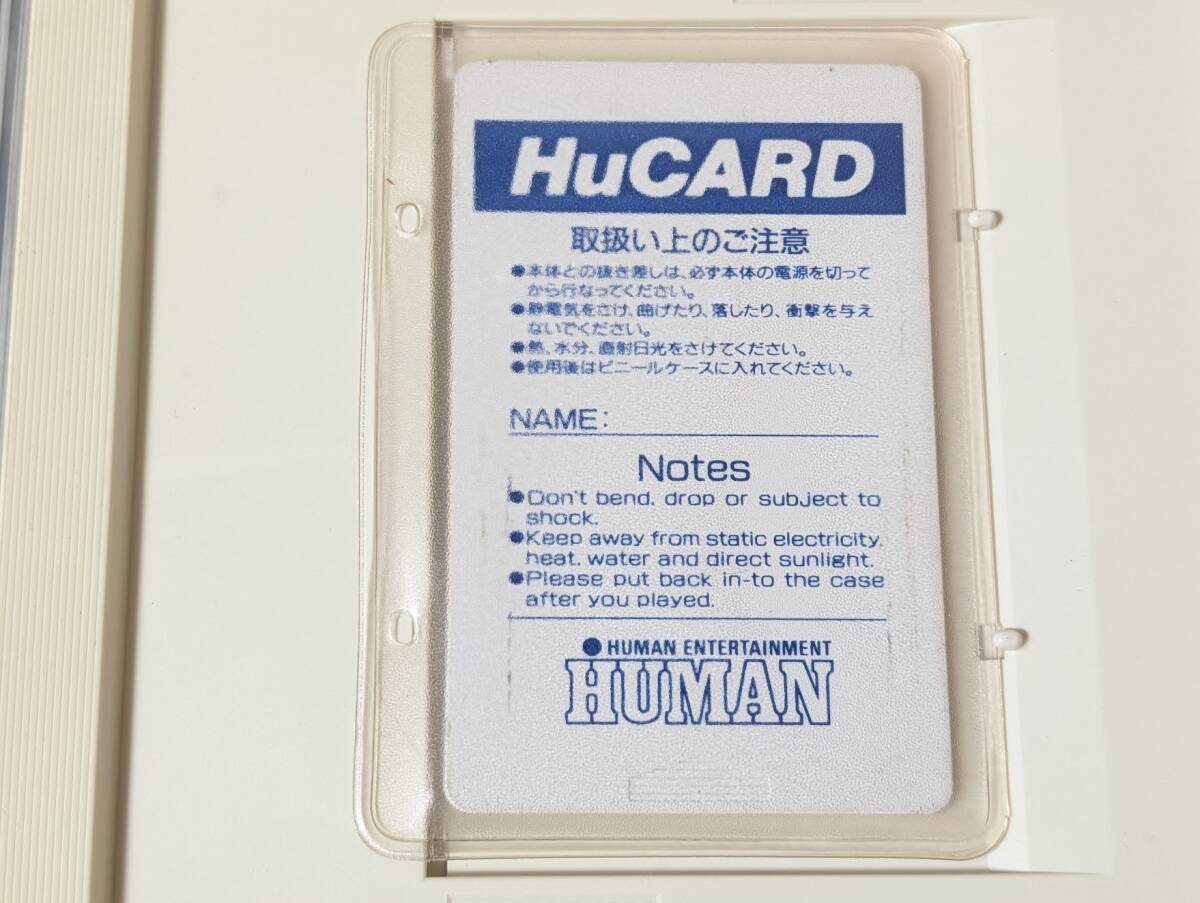 HuCARD
取扱い上のご注意
●本体との抜き差しは、必ず本体の電源を切って
から行なってください。
●静電気をさけ、曲げたり、落したり、衝撃を与え
ないでください。
●熱、水分、直射日光をさけてください。
●使用後はビニールケースに入れてください。
NAME:
Notes
●Don't bend, drop or subject to
shock.
●Keep away from static electricity,
heat, water and direct sunlight.
●Please put back in-to the case
after you played.
HUMAN ENTERTAINMENT
HUMAN